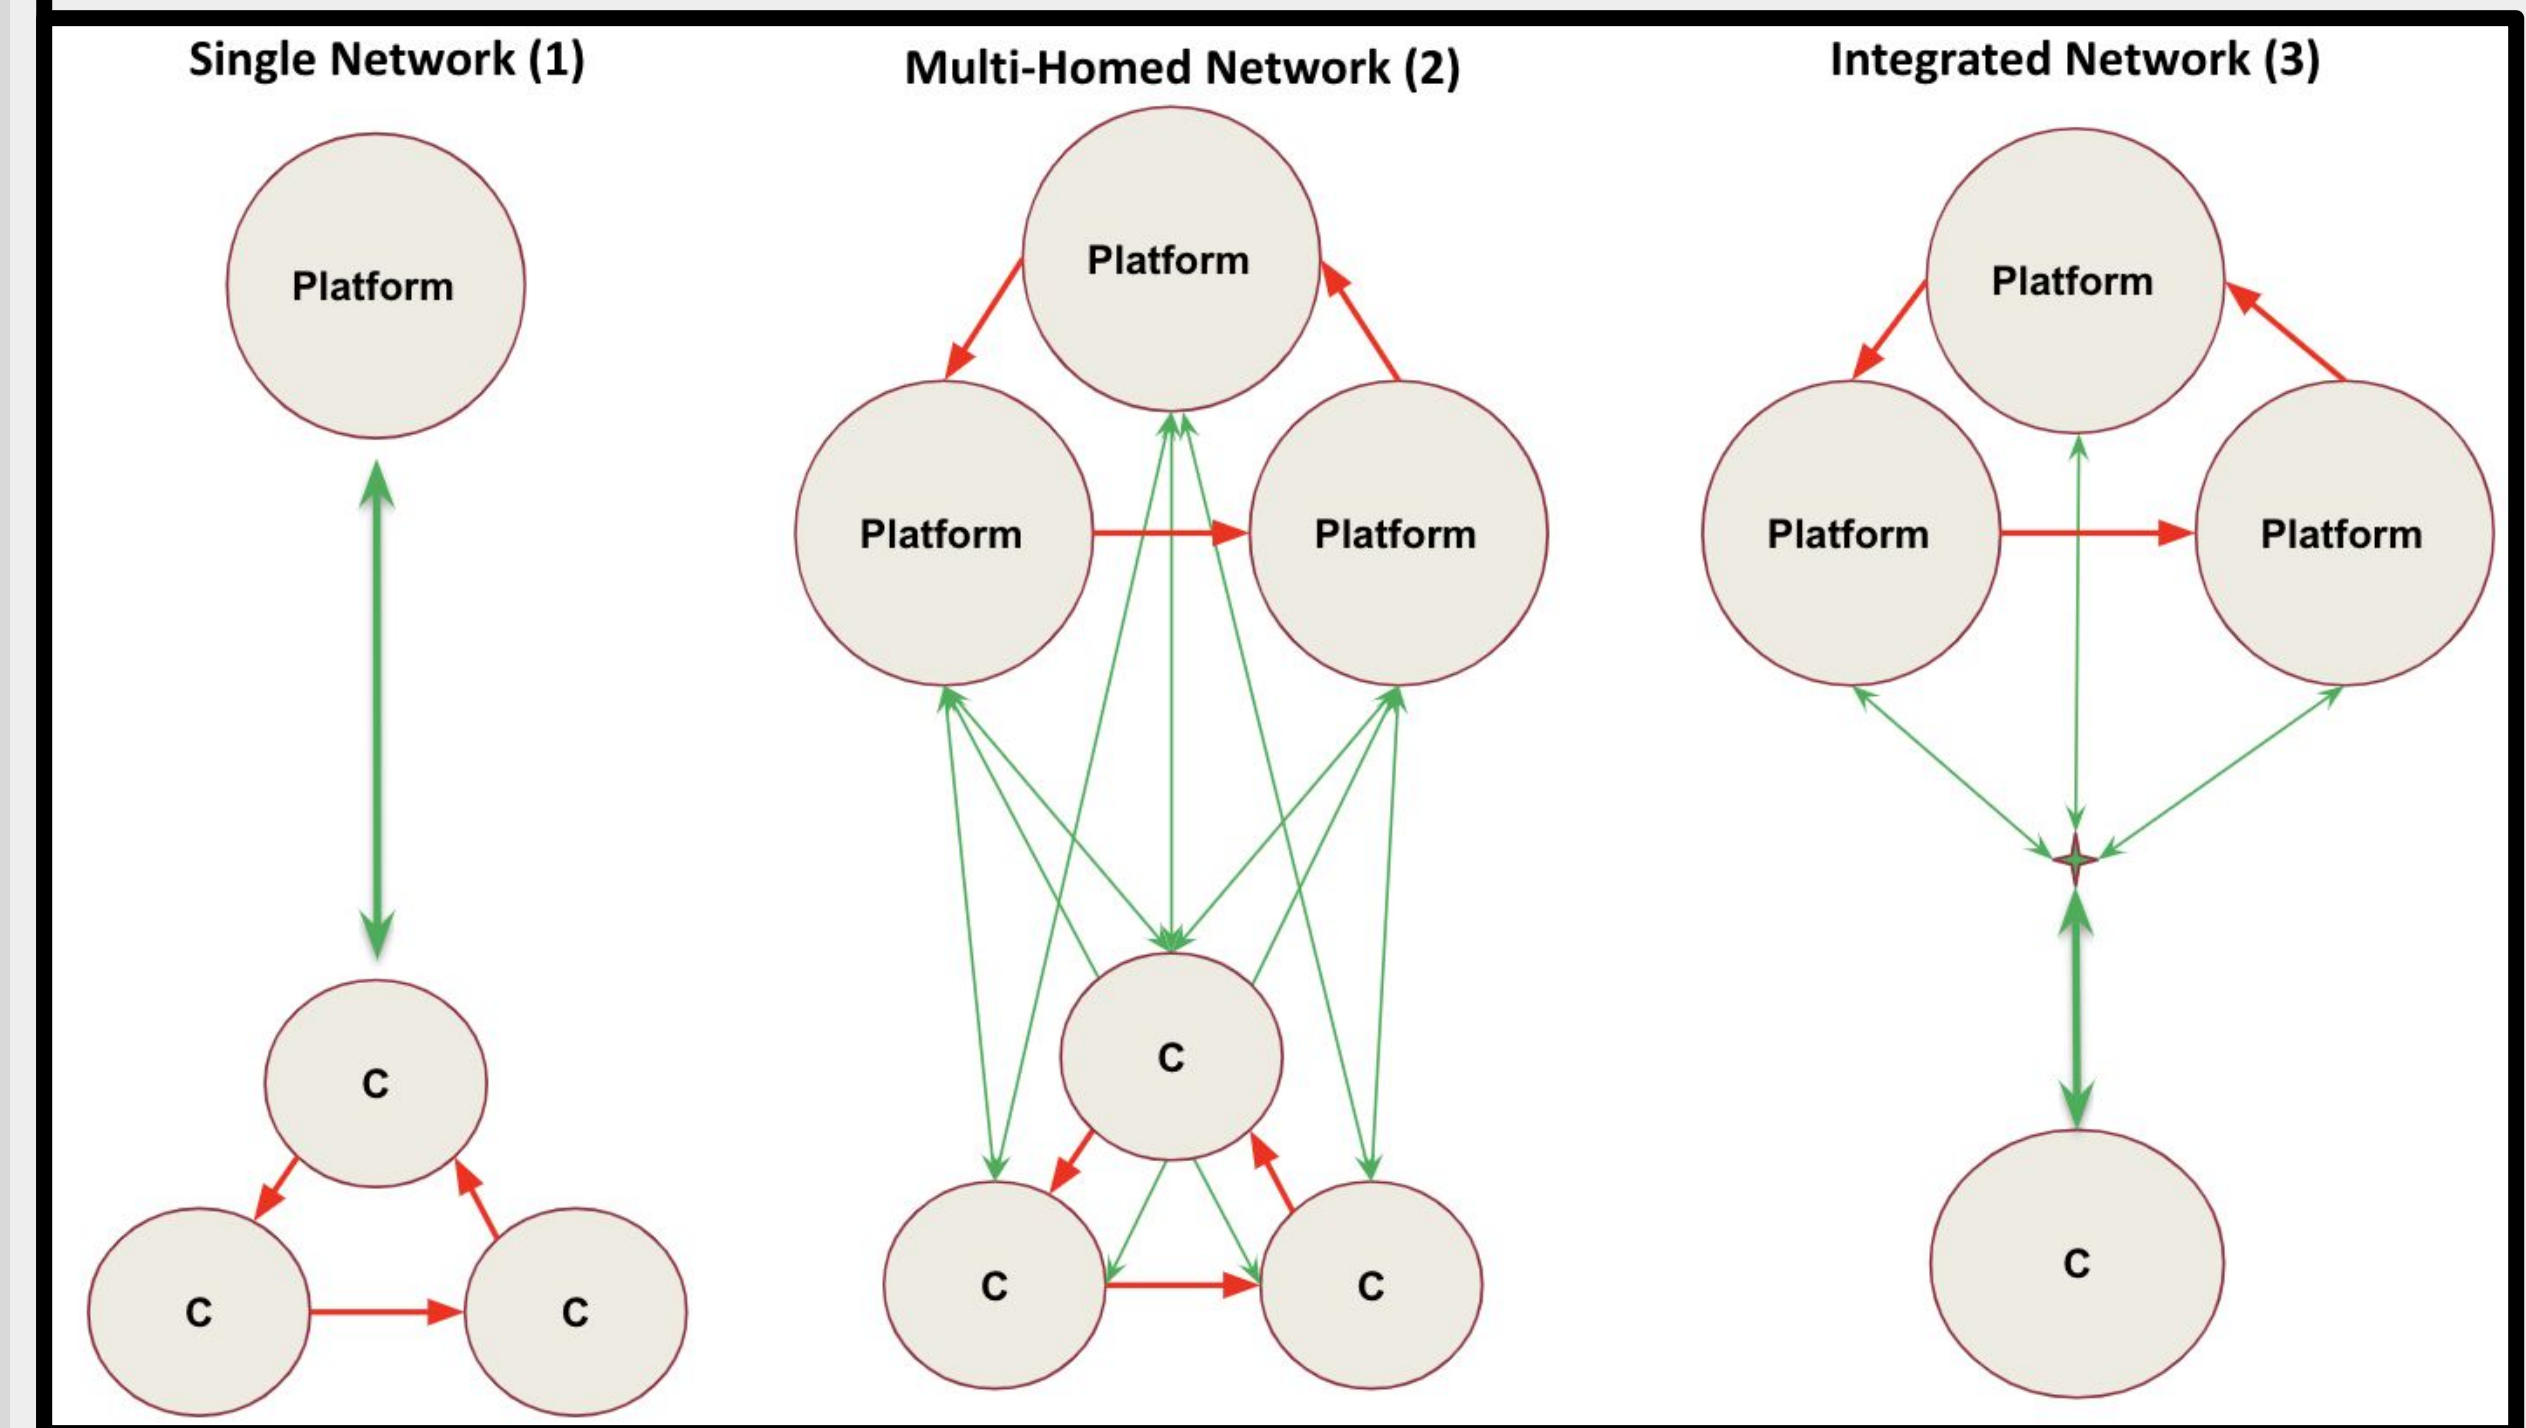 Single Network (1)
Platform
C
C
C
Multi-Homed Network (2)
Platform
Platform
Platform
C
C
C
Integrated Network (3)
Platform
Platform
Platform
C